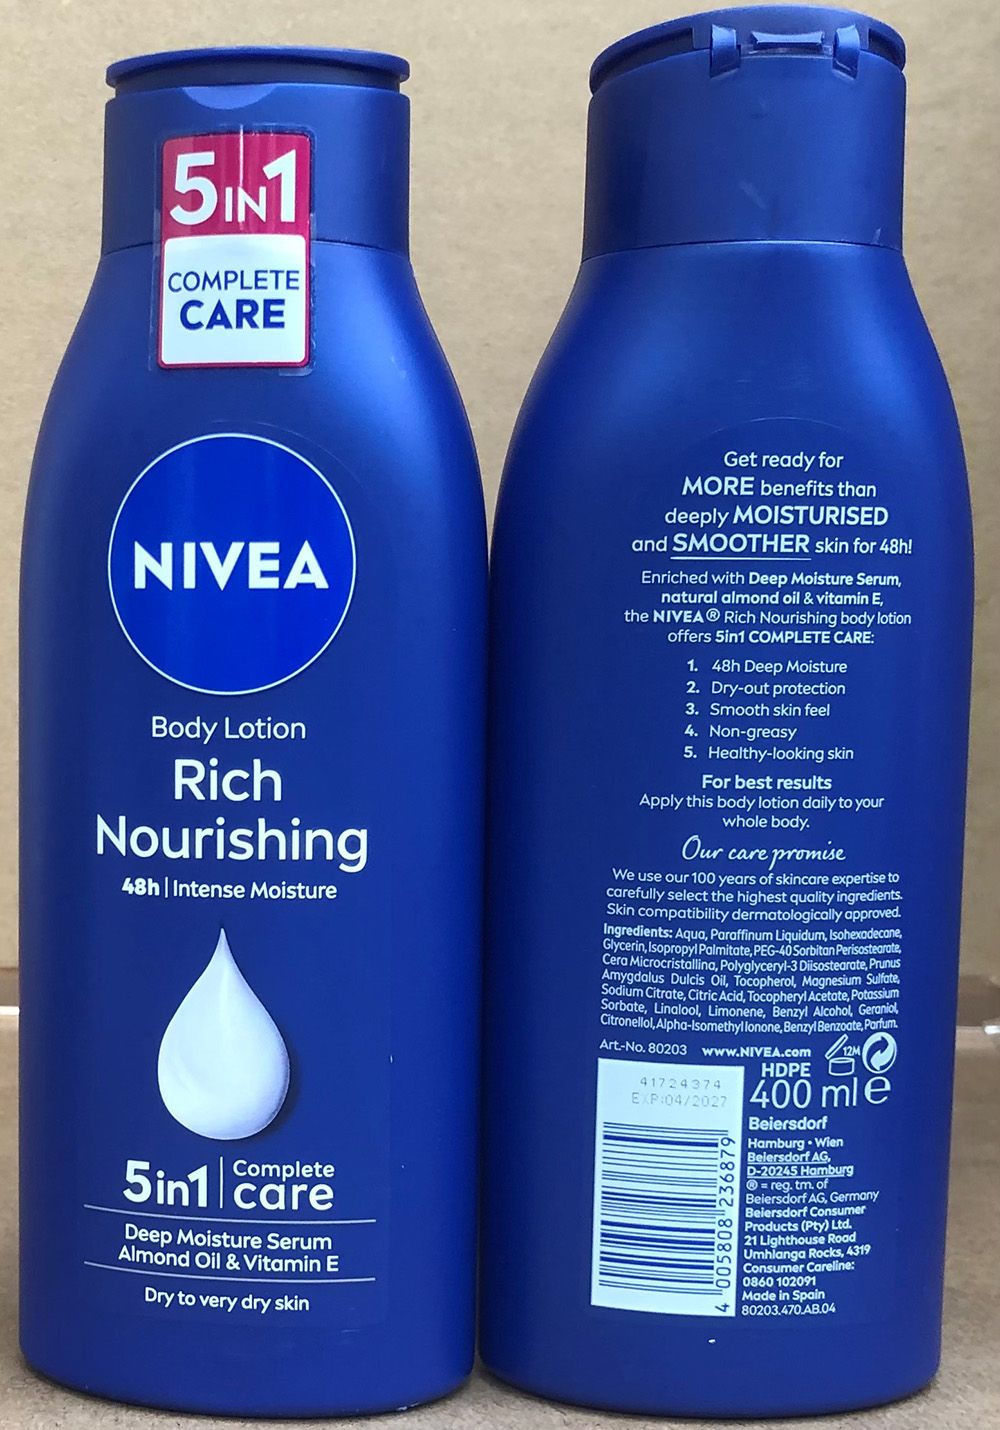 5IN1
COMPLETE
CARE
NIVEA
Body Lotion
Rich
Nourishing
48h | Intense Moisture
5in1 | Complete
care
Deep Moisture Serum
Almond Oil & Vitamin E
Dry to very dry skin
Get ready for
MORE benefits than
deeply MOISTURISED
and SMOOTHER skin for 48h!
Enriched with Deep Moisture Serum,
natural almond oil & vitamin E,
the NIVEA® Rich Nourishing body lotion
offers 5in1 COMPLETE CARE:
1. 48h Deep Moisture
2. Dry-out protection
3. Smooth skin feel
4. Non-greasy
5. Healthy-looking skin
For best results
Apply this body lotion daily to your
whole body.
Our care promise
We use our 100 years of skincare expertise to
carefully select the highest quality ingredients.
Skin compatibility dermatologically approved.
Ingredients: Aqua, Paraffinum Liquidum, Isohexadecane,
Glycerin, Isopropyl Palmitate, PEG-40 Sorbitan Perisostearate,
Cera Microcristallina, Polyglyceryl-3 Diisostearate, Prunus
Amygdalus Dulcis Oil, Tocopherol, Magnesium Sulfate,
Sodium Citrate, Citric Acid, Tocopheryl Acetate, Potassium
Sorbate, Linalool, Limonene, Benzyl Alcohol, Geraniol,
Citronellol, Alpha-Isomethyl Ionone, Benzyl Benzoate, Parfum.
Art.-No. 80203 www.NIVEA.com 12M
HDPE
400 ml e
41724374
EXP:04/2027
4 005808 236879
Beiersdorf
Hamburg • Wien
Beiersdorf AG,
D-20245 Hamburg
® = reg. tm. of
Beiersdorf AG, Germany
Beiersdorf Consumer
Products (Pty) Ltd.
21 Lighthouse Road
Umhlanga Rocks, 4319
Consumer Careline:
0860 102091
Made in Spain
80203.470.AB.04